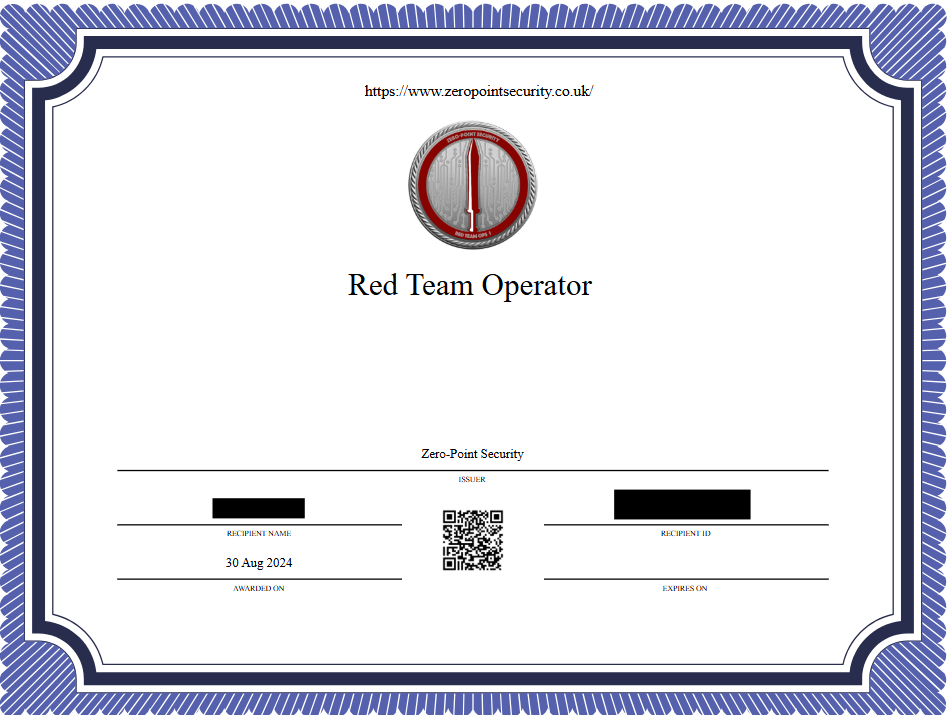 https://www.zeropointsecurity.co.uk/
ZERO-POINT SECURITY
RED TEAM OPS 1
Red Team Operator
Zero-Point Security
ISSUER
RECIPIENT NAME
RECIPIENT ID
30 Aug 2024
AWARDED ON
EXPIRES ON